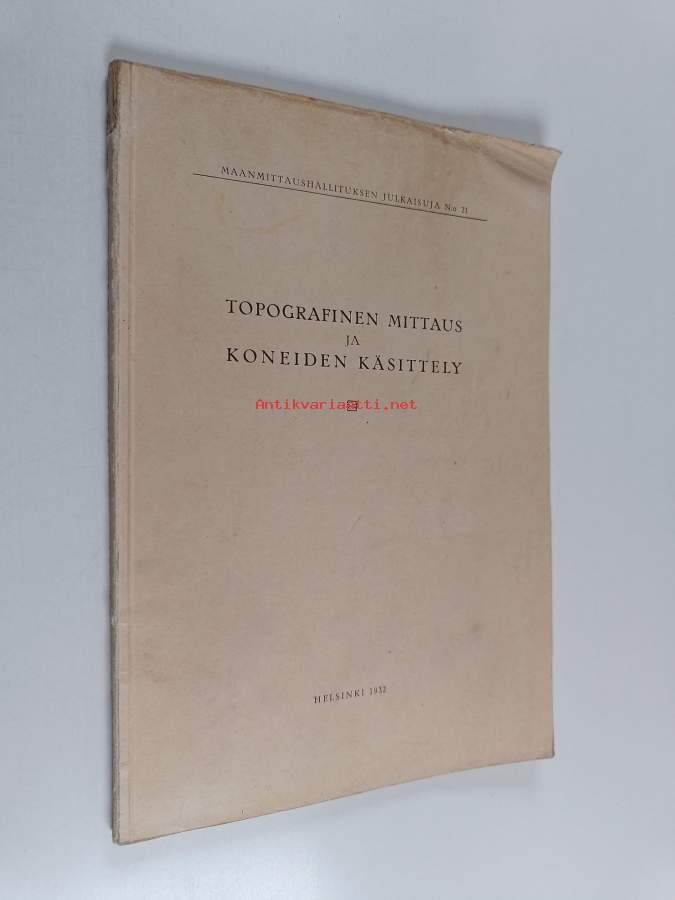 MAANMITTAUSHALLITUKSEN JULKAISUJA N:o 21
TOPOGRAFINEN MITTAUS
JA
KONEIDEN KÄSITTELY
Antikvariaatti.net
HELSINKI 1932